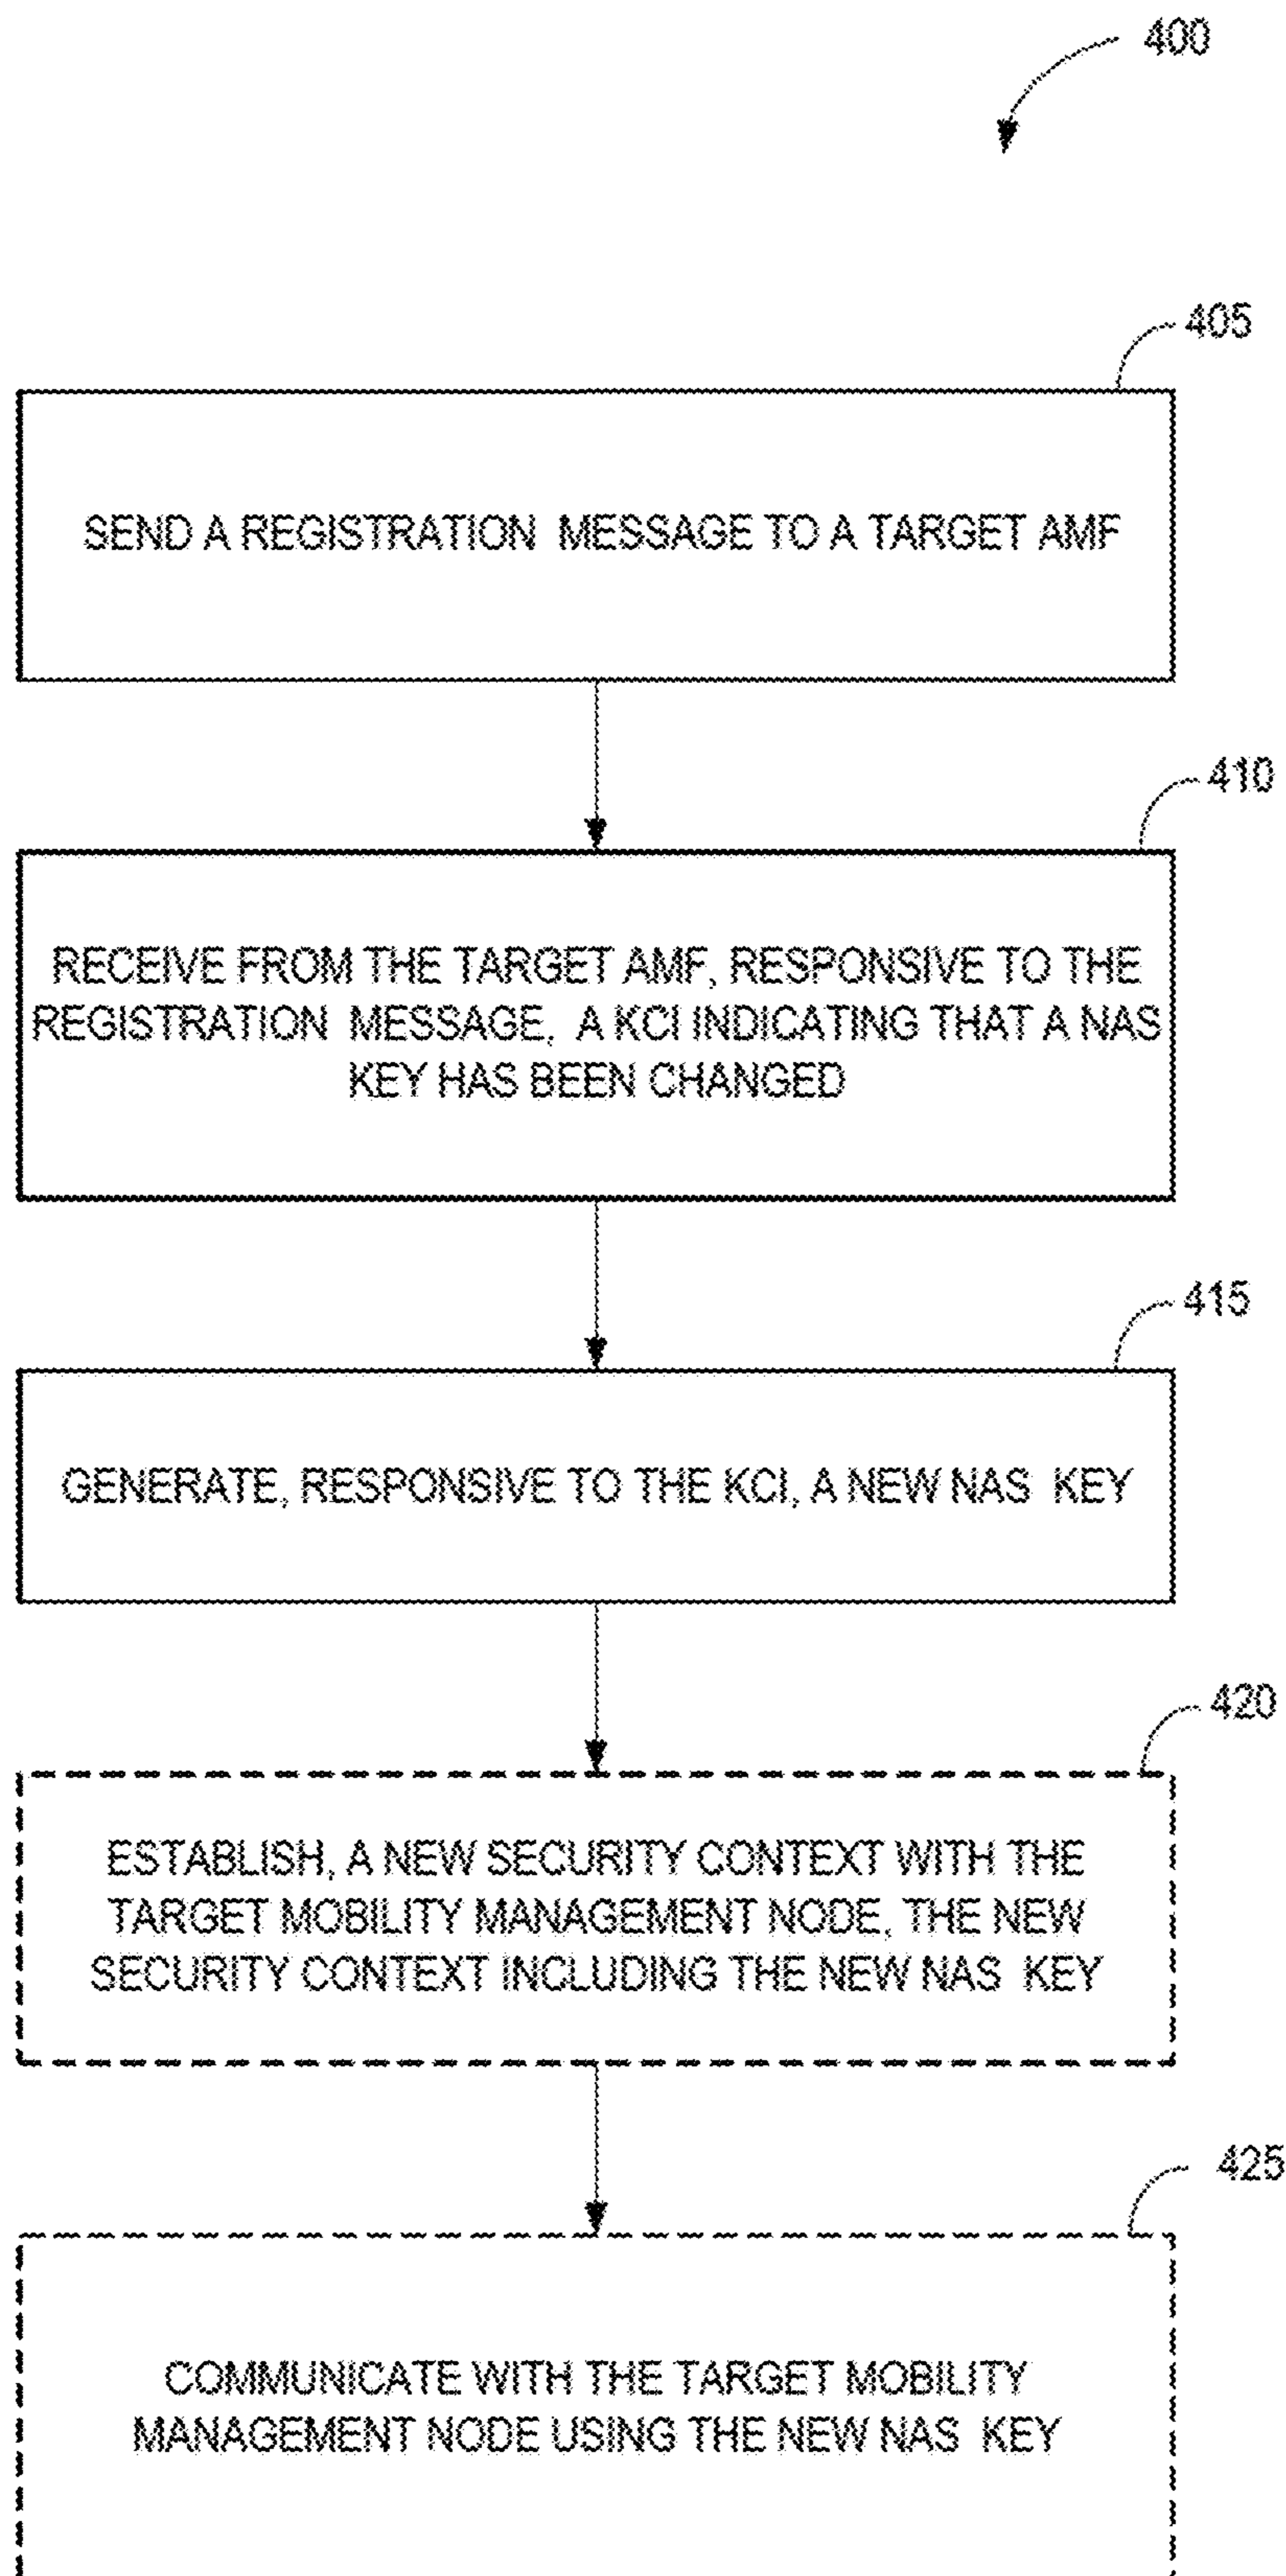 400
405
SEND A REGISTRATION MESSAGE TO A TARGET AMF
410
RECEIVE FROM THE TARGET AMF, RESPONSIVE TO THE
REGISTRATION MESSAGE, A KCI INDICATING THAT A NAS
KEY HAS BEEN CHANGED
415
GENERATE, RESPONSIVE TO THE KCI, A NEW NAS KEY
420
ESTABLISH, A NEW SECURITY CONTEXT WITH THE
TARGET MOBILITY MANAGEMENT NODE, THE NEW
SECURITY CONTEXT INCLUDING THE NEW NAS KEY
425
COMMUNICATE WITH THE TARGET MOBILITY
MANAGEMENT NODE USING THE NEW NAS KEY